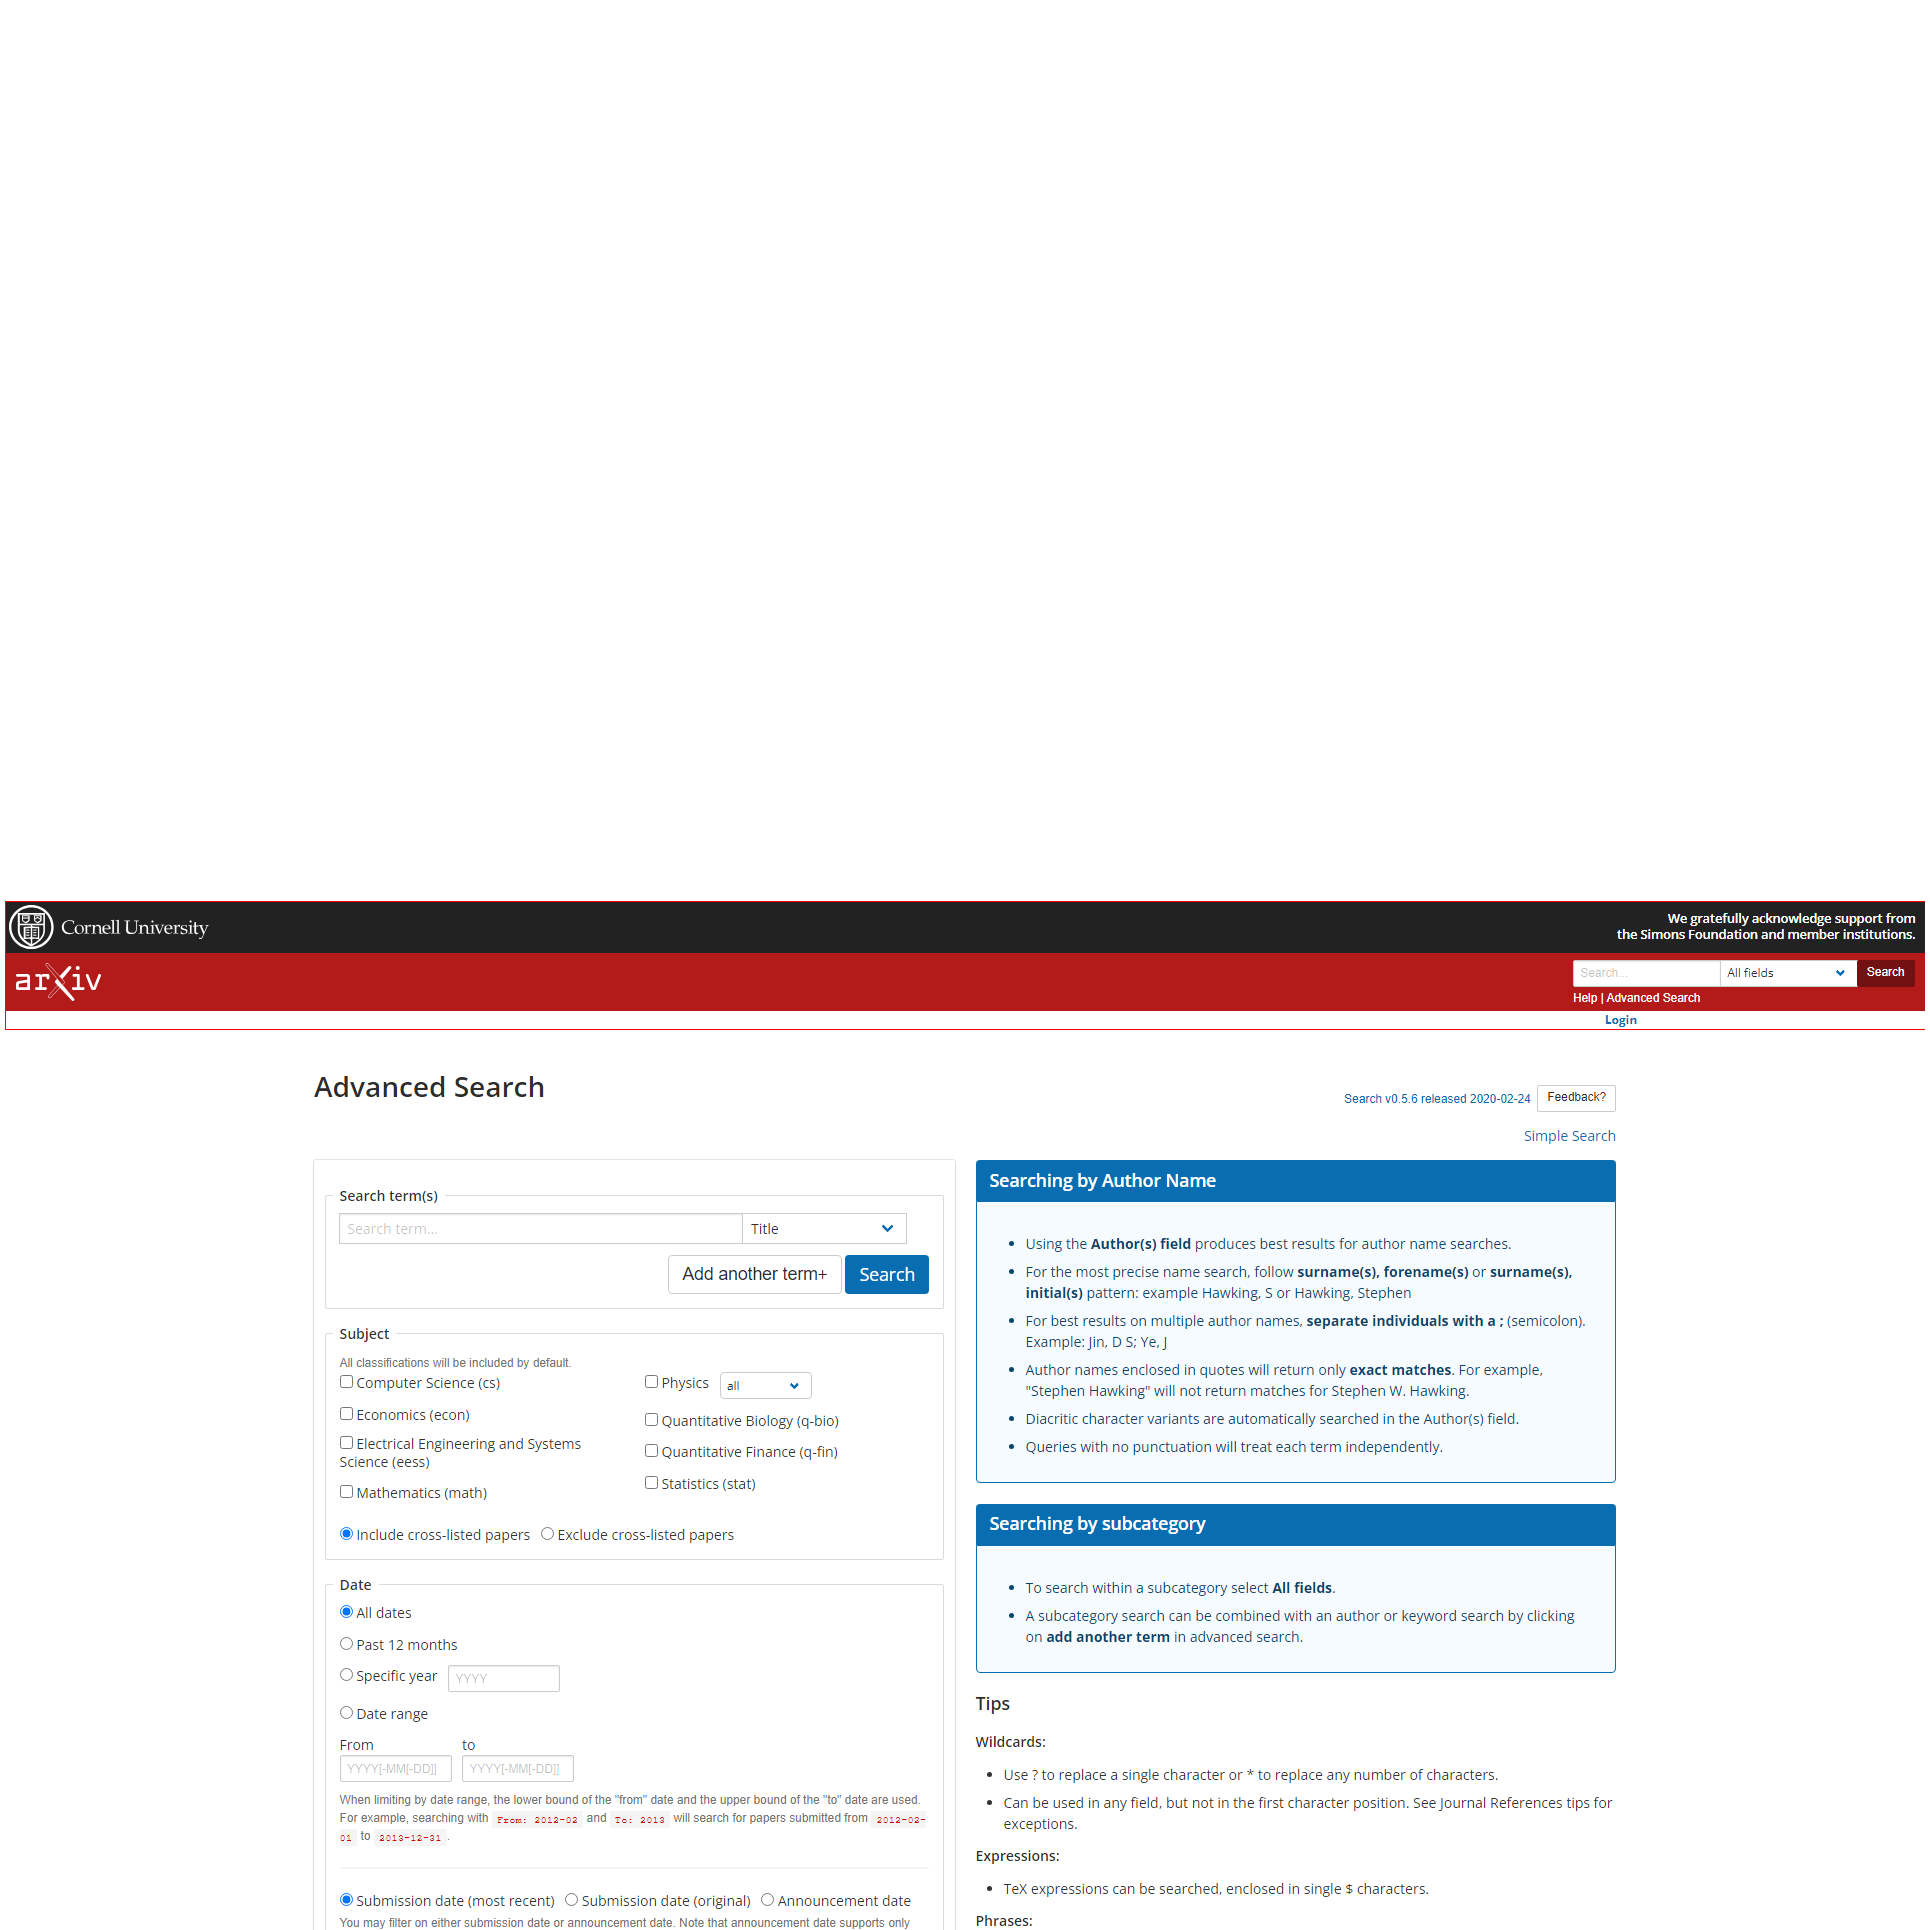 Cornell University
We gratefully acknowledge support from
the Simons Foundation and member institutions.
arXiv
Search...
All fields
Search
Help | Advanced Search
Login
Advanced Search
Search v0.5.6 released 2020-02-24
Feedback?
Simple Search
Search term(s)
Search term...
Title
Add another term+
Search
Subject
All classifications will be included by default.
Computer Science (cs)
Economics (econ)
Electrical Engineering and Systems
Science (eess)
Mathematics (math)
Physics
all
Quantitative Biology (q-bio)
Quantitative Finance (q-fin)
Statistics (stat)
Include cross-listed papers
Exclude cross-listed papers
Date
All dates
Past 12 months
Specific year
YYYY
Date range
From
to
YYYY[-MM[-DD]]
YYYY[-MM[-DD]]
When limiting by date range, the lower bound of the "from" date and the upper bound of the "to" date are used.
For example, searching with From: 2012-02 and To: 2013 will search for papers submitted from 2012-02-
01 to 2013-12-31.
Submission date (most recent)
Submission date (original)
Announcement date
You may filter on either submission date or announcement date. Note that announcement date supports only
Searching by Author Name
Using the Author(s) field produces best results for author name searches.
For the most precise name search, follow surname(s), forename(s) or surname(s),
initial(s) pattern: example Hawking, S or Hawking, Stephen
For best results on multiple author names, separate individuals with a ; (semicolon).
Example: Jin, D S; Ye, J
Author names enclosed in quotes will return only exact matches. For example,
"Stephen Hawking" will not return matches for Stephen W. Hawking.
Diacritic character variants are automatically searched in the Author(s) field.
Queries with no punctuation will treat each term independently.
Searching by subcategory
To search within a subcategory select All fields.
A subcategory search can be combined with an author or keyword search by clicking
on add another term in advanced search.
Tips
Wildcards:
Use ? to replace a single character or * to replace any number of characters.
Can be used in any field, but not in the first character position. See Journal References tips for
exceptions.
Expressions:
TeX expressions can be searched, enclosed in single $ characters.
Phrases: